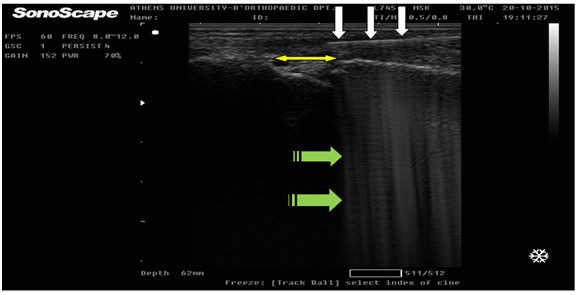 SonoScape
ATHENS UNIVERSITY-B'ORTHOPAEDIC DPT. L745 MSK 30.0°C 20-10-2015
Name: ID: TI/M 0.5/0.8 THI 19:11:27
FPS 60 FREQ 8.0~12.0
GSC 1 PERSIST 4
GAIN 152 PWR 70%
Depth 62mm 511/512
Freeze: [Track Ball] select index of cine